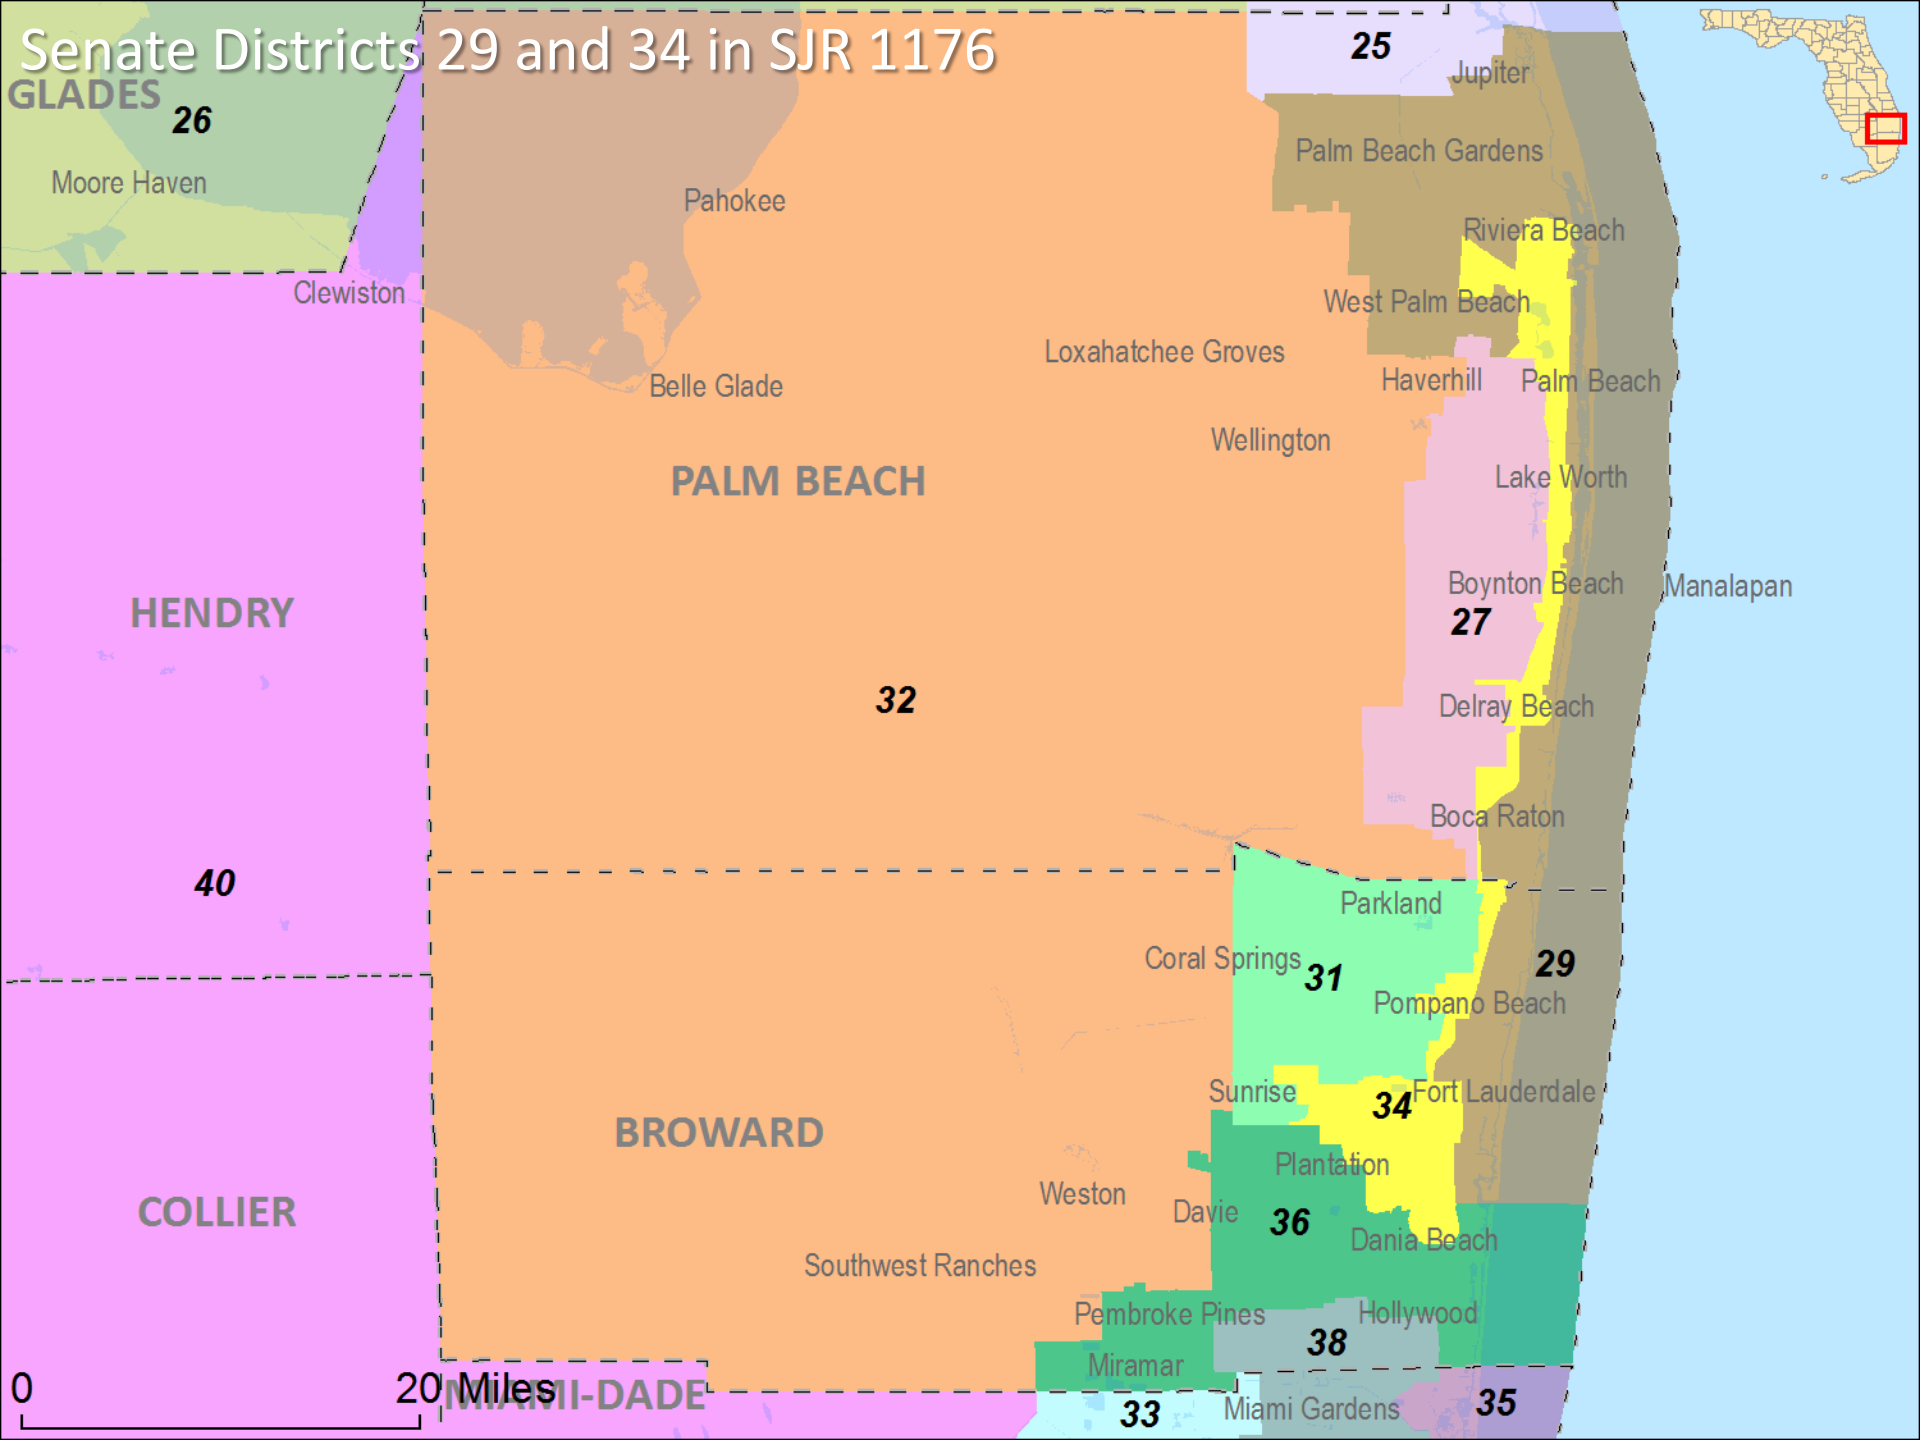 Senate Districts 29 and 34 in SJR 1176
25
Jupiter
GLADES
26
Palm Beach Gardens
Moore Haven
Pahokee
Riviera Beach
Clewiston
West Palm Beach
Loxahatchee Groves
Belle Glade
Haverhill
Palm Beach
Wellington
PALM BEACH
Lake Worth
HENDRY
Boynton Beach
Manalapan
27
32
Delray Beach
Boca Raton
40
Parkland
Coral Springs
31
29
Pompano Beach
Sunrise
34
Fort Lauderdale
BROWARD
Plantation
Weston
COLLIER
Davie
36
Dania Beach
Southwest Ranches
Pembroke Pines
Hollywood
38
Miramar
0
20 Miles
MIAMI-DADE
33
Miami Gardens
35